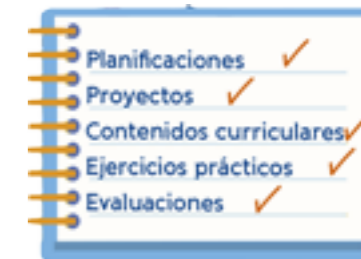 Planificaciones
Proyectos
Contenidos curriculares
Ejercicios prácticos
Evaluaciones